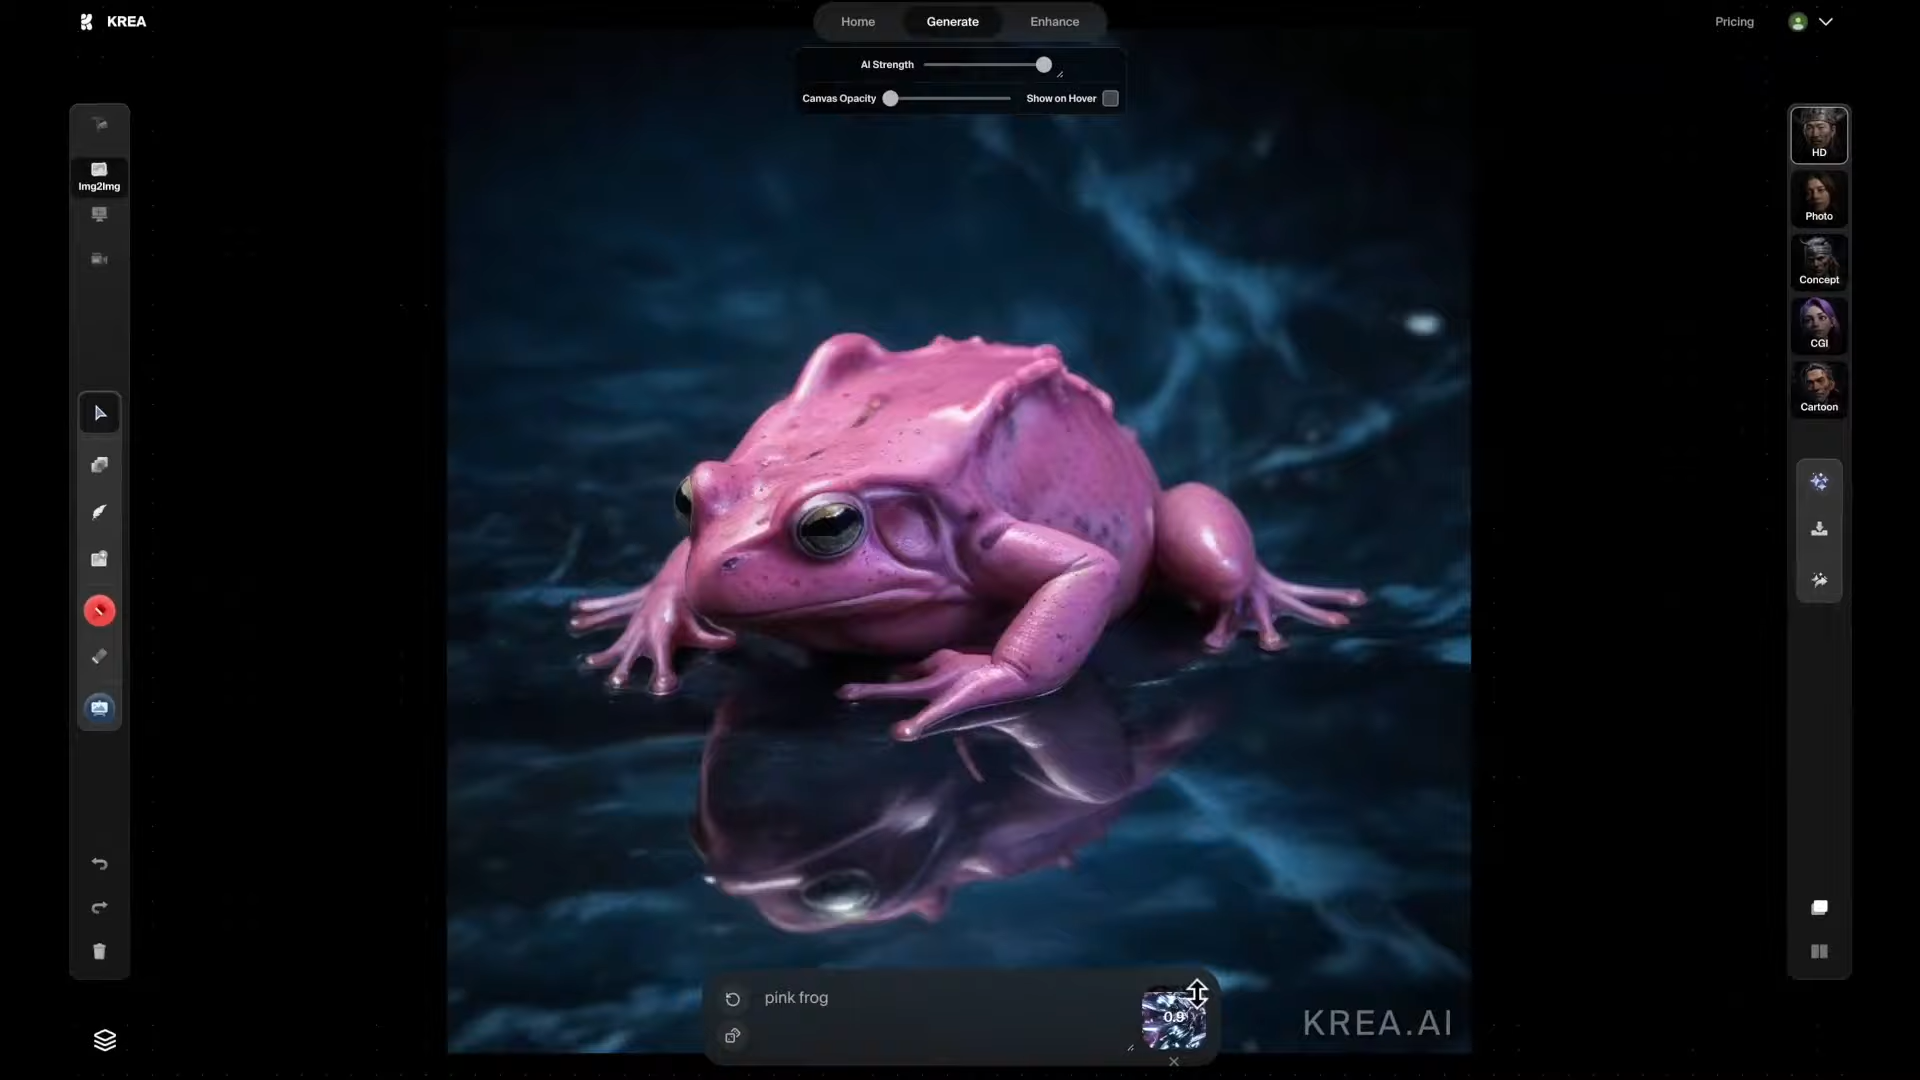 KREA
Home
Generate
Enhance
Pricing
AI Strength
Canvas Opacity
Show on Hover
Img2Img
HD
Photo
Concept
CGI
Cartoon
pink frog
0.9
KREA.AI